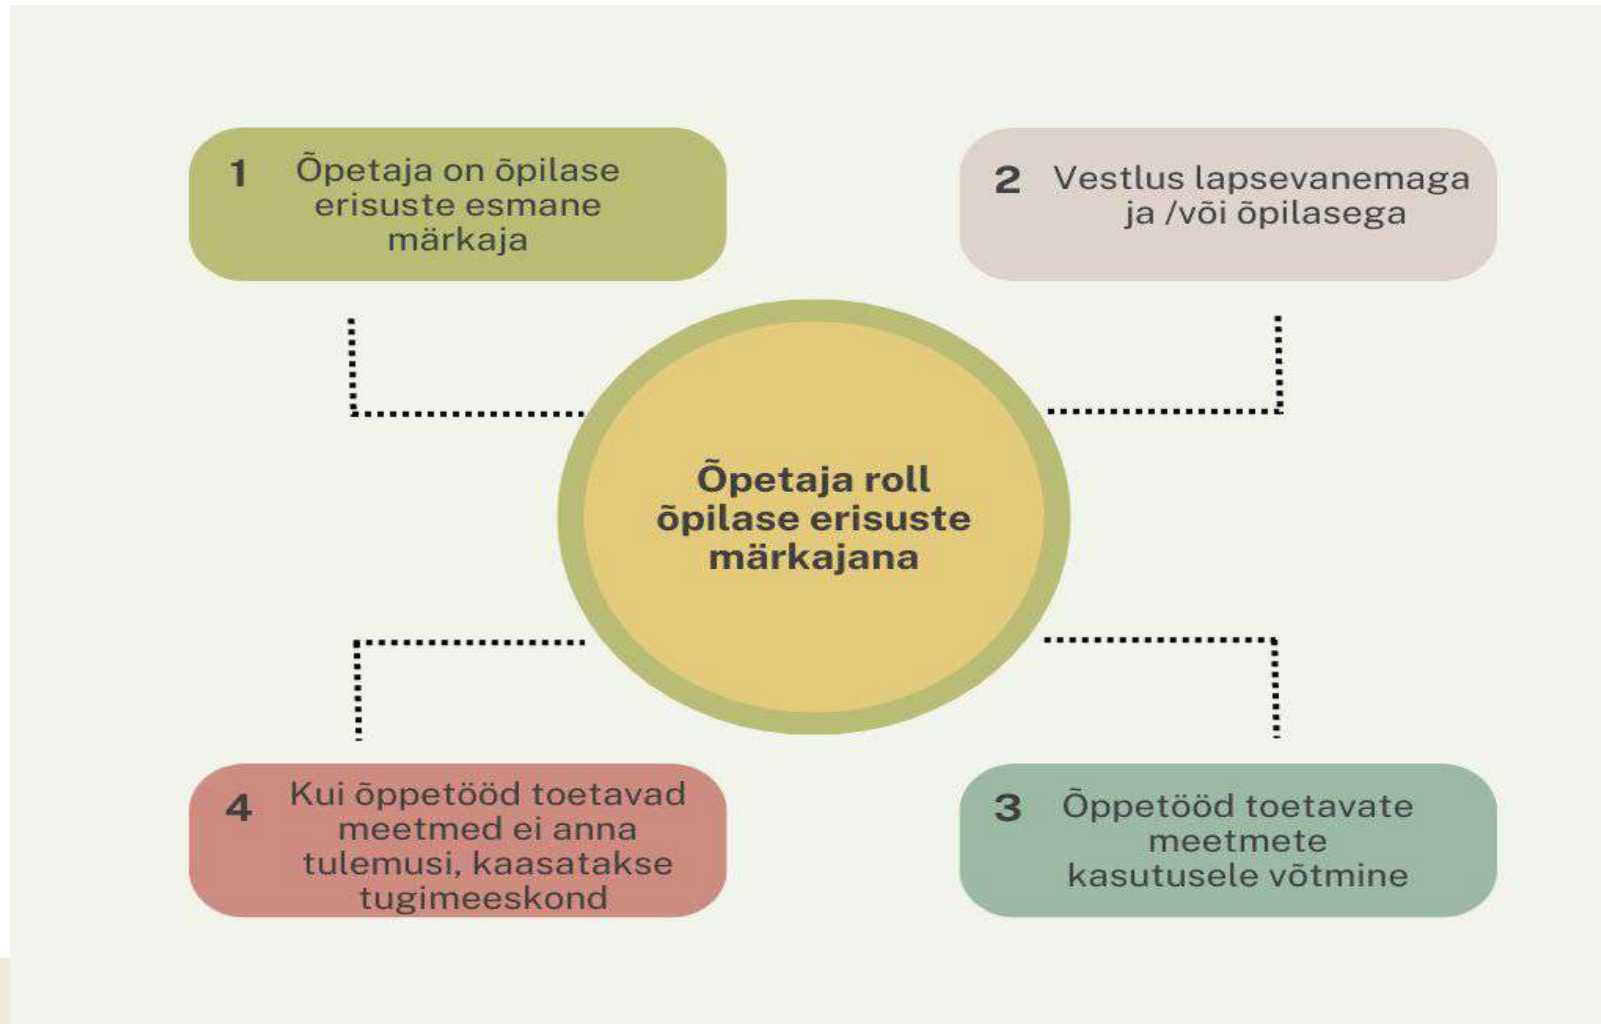 1 Õpetaja on õpilase
erisuste esmane
märkaja
2 Vestlus lapsevanemaga
ja /või õpilasega
Õpetaja roll
õpilase erisuste
märkajana
3 Õppetööd toetavate
meetmete
kasutusele võtmine
4 Kui õppetööd toetavad
meetmed ei anna
tulemusi, kaasatakse
tugimeeskond